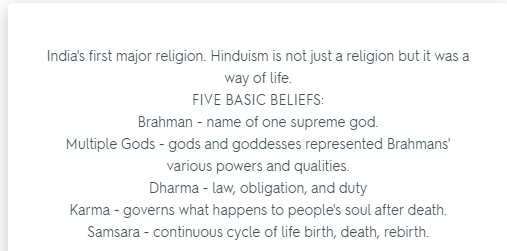 India's first major religion. Hinduism is not just a religion but it was a
way of life.
FIVE BASIC BELIEFS:
Brahman - name of one supreme god.
Multiple Gods - gods and goddesses represented Brahmans'
various powers and qualities.
Dharma - law, obligation, and duty
Karma - governs what happens to people's soul after death.
Samsara - continuous cycle of life birth, death, rebirth.